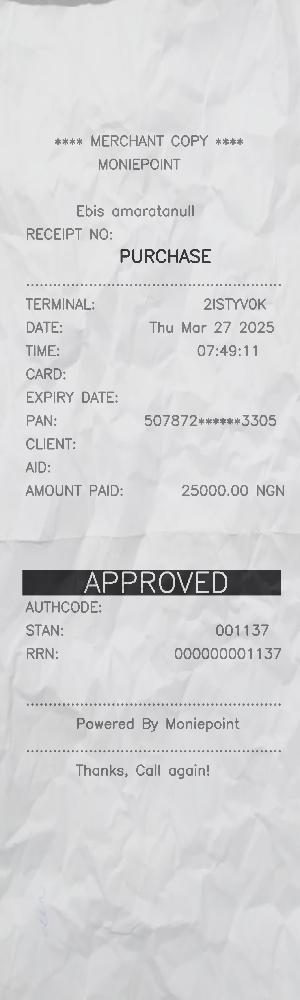 **** MERCHANT COPY ****
MONIEPOINT
Ebis amaratanull
RECEIPT NO:
PURCHASE
TERMINAL: 2ISTYV0K
DATE: Thu Mar 27 2025
TIME: 07:49:11
CARD:
EXPIRY DATE:
PAN: 507872******3305
CLIENT:
AID:
AMOUNT PAID: 25000.00 NGN
APPROVED
AUTHCODE:
STAN: 001137
RRN: 000000001137
Powered By Moniepoint
Thanks, Call again!